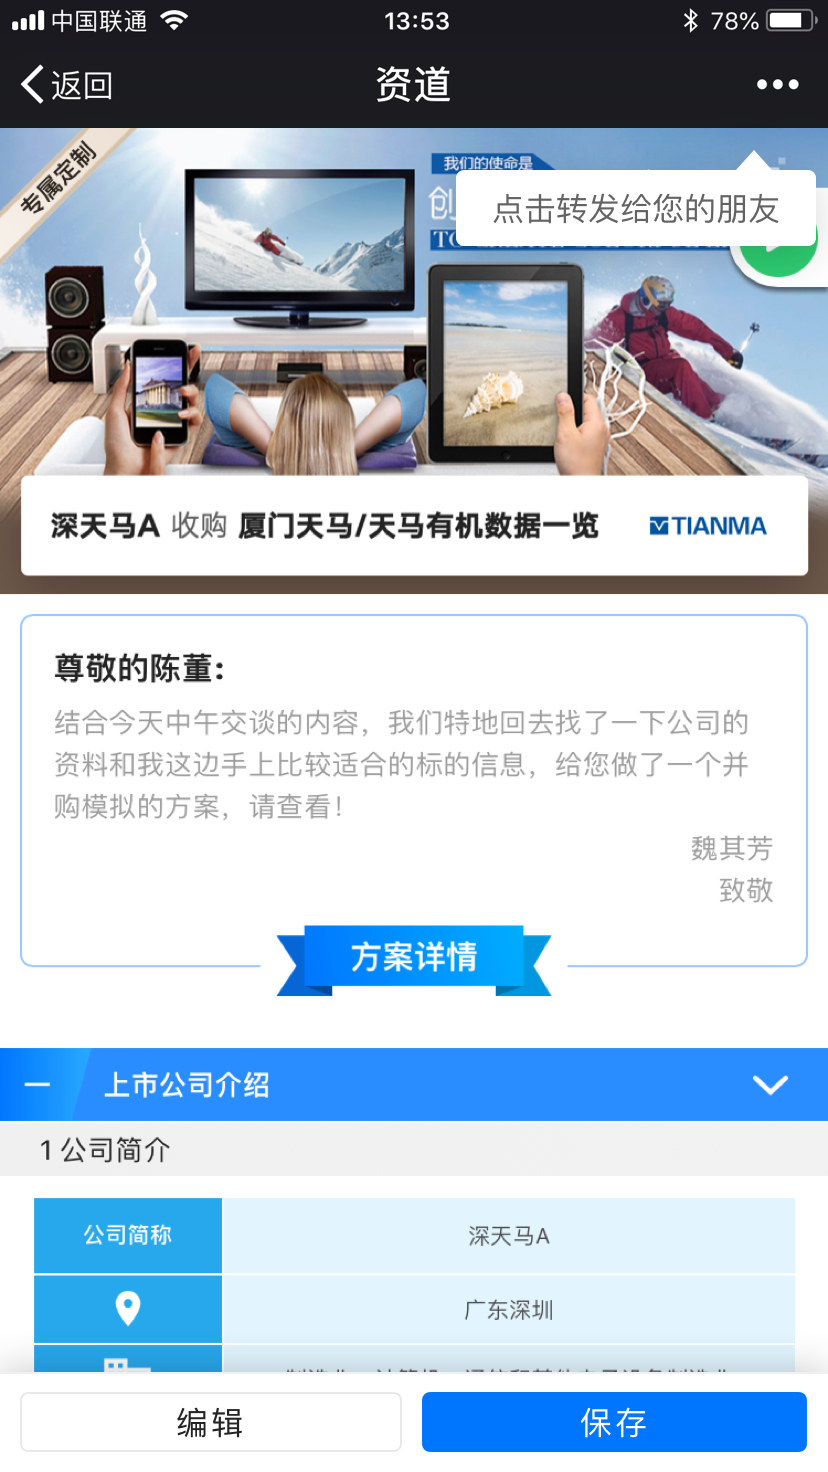 中国联通
13:53
78%
返回
资道
专属定制
我们的使命是
创
点击转发给您的朋友
TO
深天马A 收购 厦门天马/天马有机数据一览
TIANMA
尊敬的陈董:
结合今天中午交谈的内容，我们特地回去找了一下公司的
资料和我这边手上比较适合的标的信息，给您做了一个并
购模拟的方案，请查看！
魏其芳
致敬
方案详情
一
上市公司介绍
1 公司简介
公司简称
深天马A
广东深圳
编辑
保存